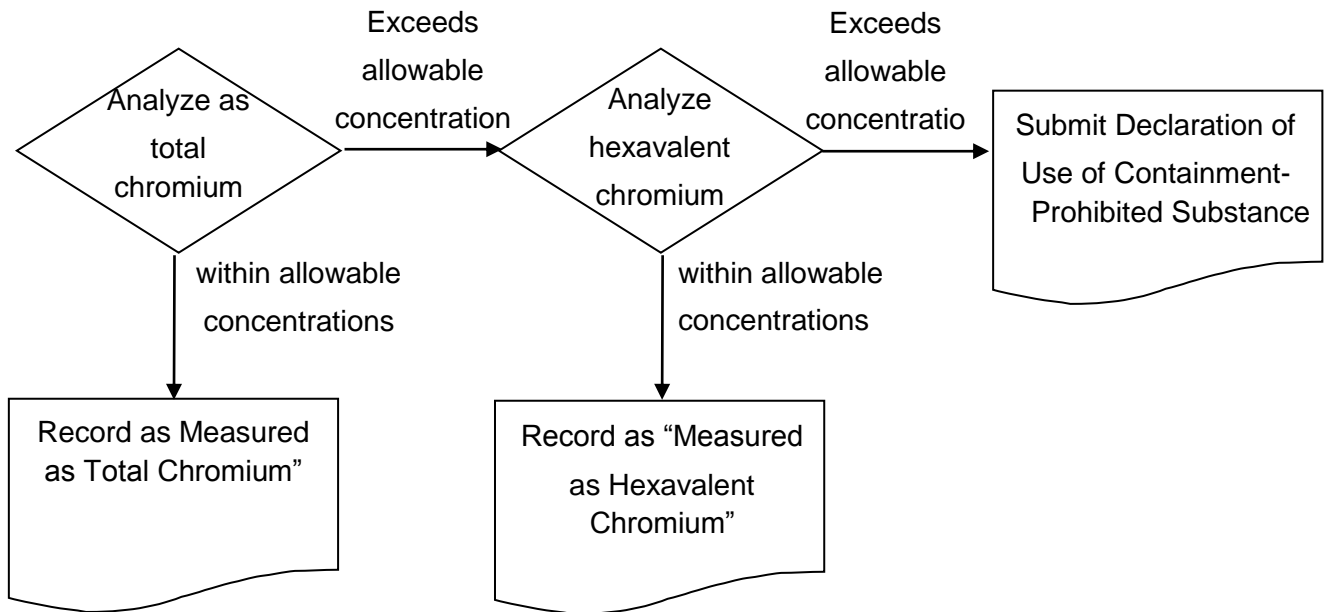 Analyze as
total
chromium
Exceeds
allowable
concentration
Analyze
hexavalent
chromium
Exceeds
allowable
concentratio
Submit Declaration of
Use of Containment-
Prohibited Substance
within allowable
concentrations
within allowable
concentrations
Record as Measured
as Total Chromium”
Record as “Measured
as Hexavalent
Chromium”